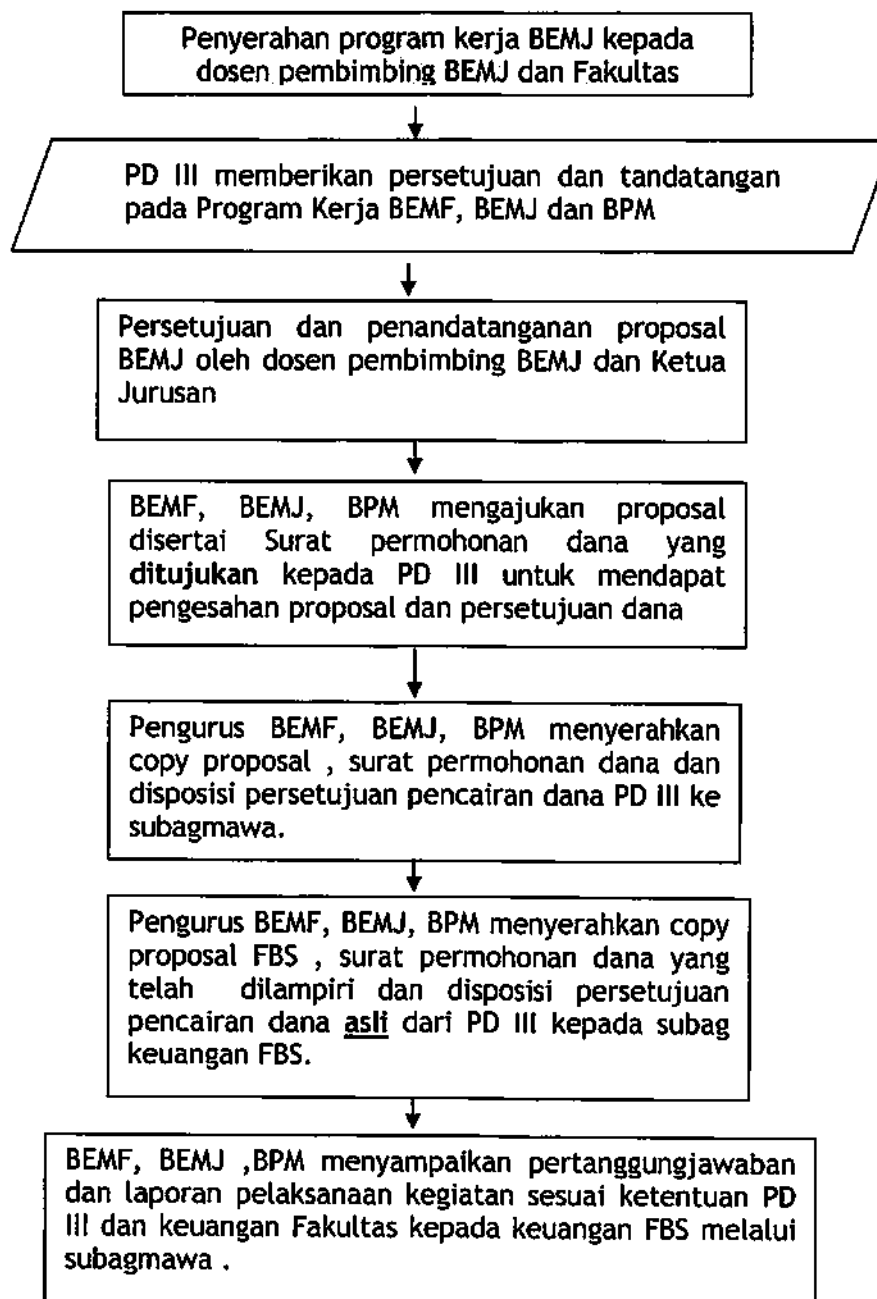 Penyerahan program kerja BEMJ kepada
dosen pembimbing BEMJ dan Fakultas
PD III memberikan persetujuan dan tandatangan
pada Program Kerja BEMF, BEMJ dan BPM
Persetujuan dan penandatanganan proposal
BEMJ oleh dosen pembimbing BEMJ dan Ketua
Jurusan
BEMF, BEMJ, BPM mengajukan proposal
disertai Surat permohonan dana yang
ditujukan kepada PD III untuk mendapat
pengesahan proposal dan persetujuan dana
Pengurus BEMF, BEMJ, BPM menyerahkan
copy proposal , surat permohonan dana dan
disposisi persetujuan pencairan dana PD III ke
subagmawa.
Pengurus BEMF, BEMJ, BPM menyerahkan copy
proposal FBS , surat permohonan dana yang
telah dilampiri dan disposisi persetujuan
pencairan dana asli dari PD III kepada subag
keuangan FBS.
BEMF, BEMJ ,BPM menyampaikan pertanggungjawaban
dan laporan pelaksanaan kegiatan sesuai ketentuan PD
III dan keuangan Fakultas kepada keuangan FBS melalui
subagmawa .